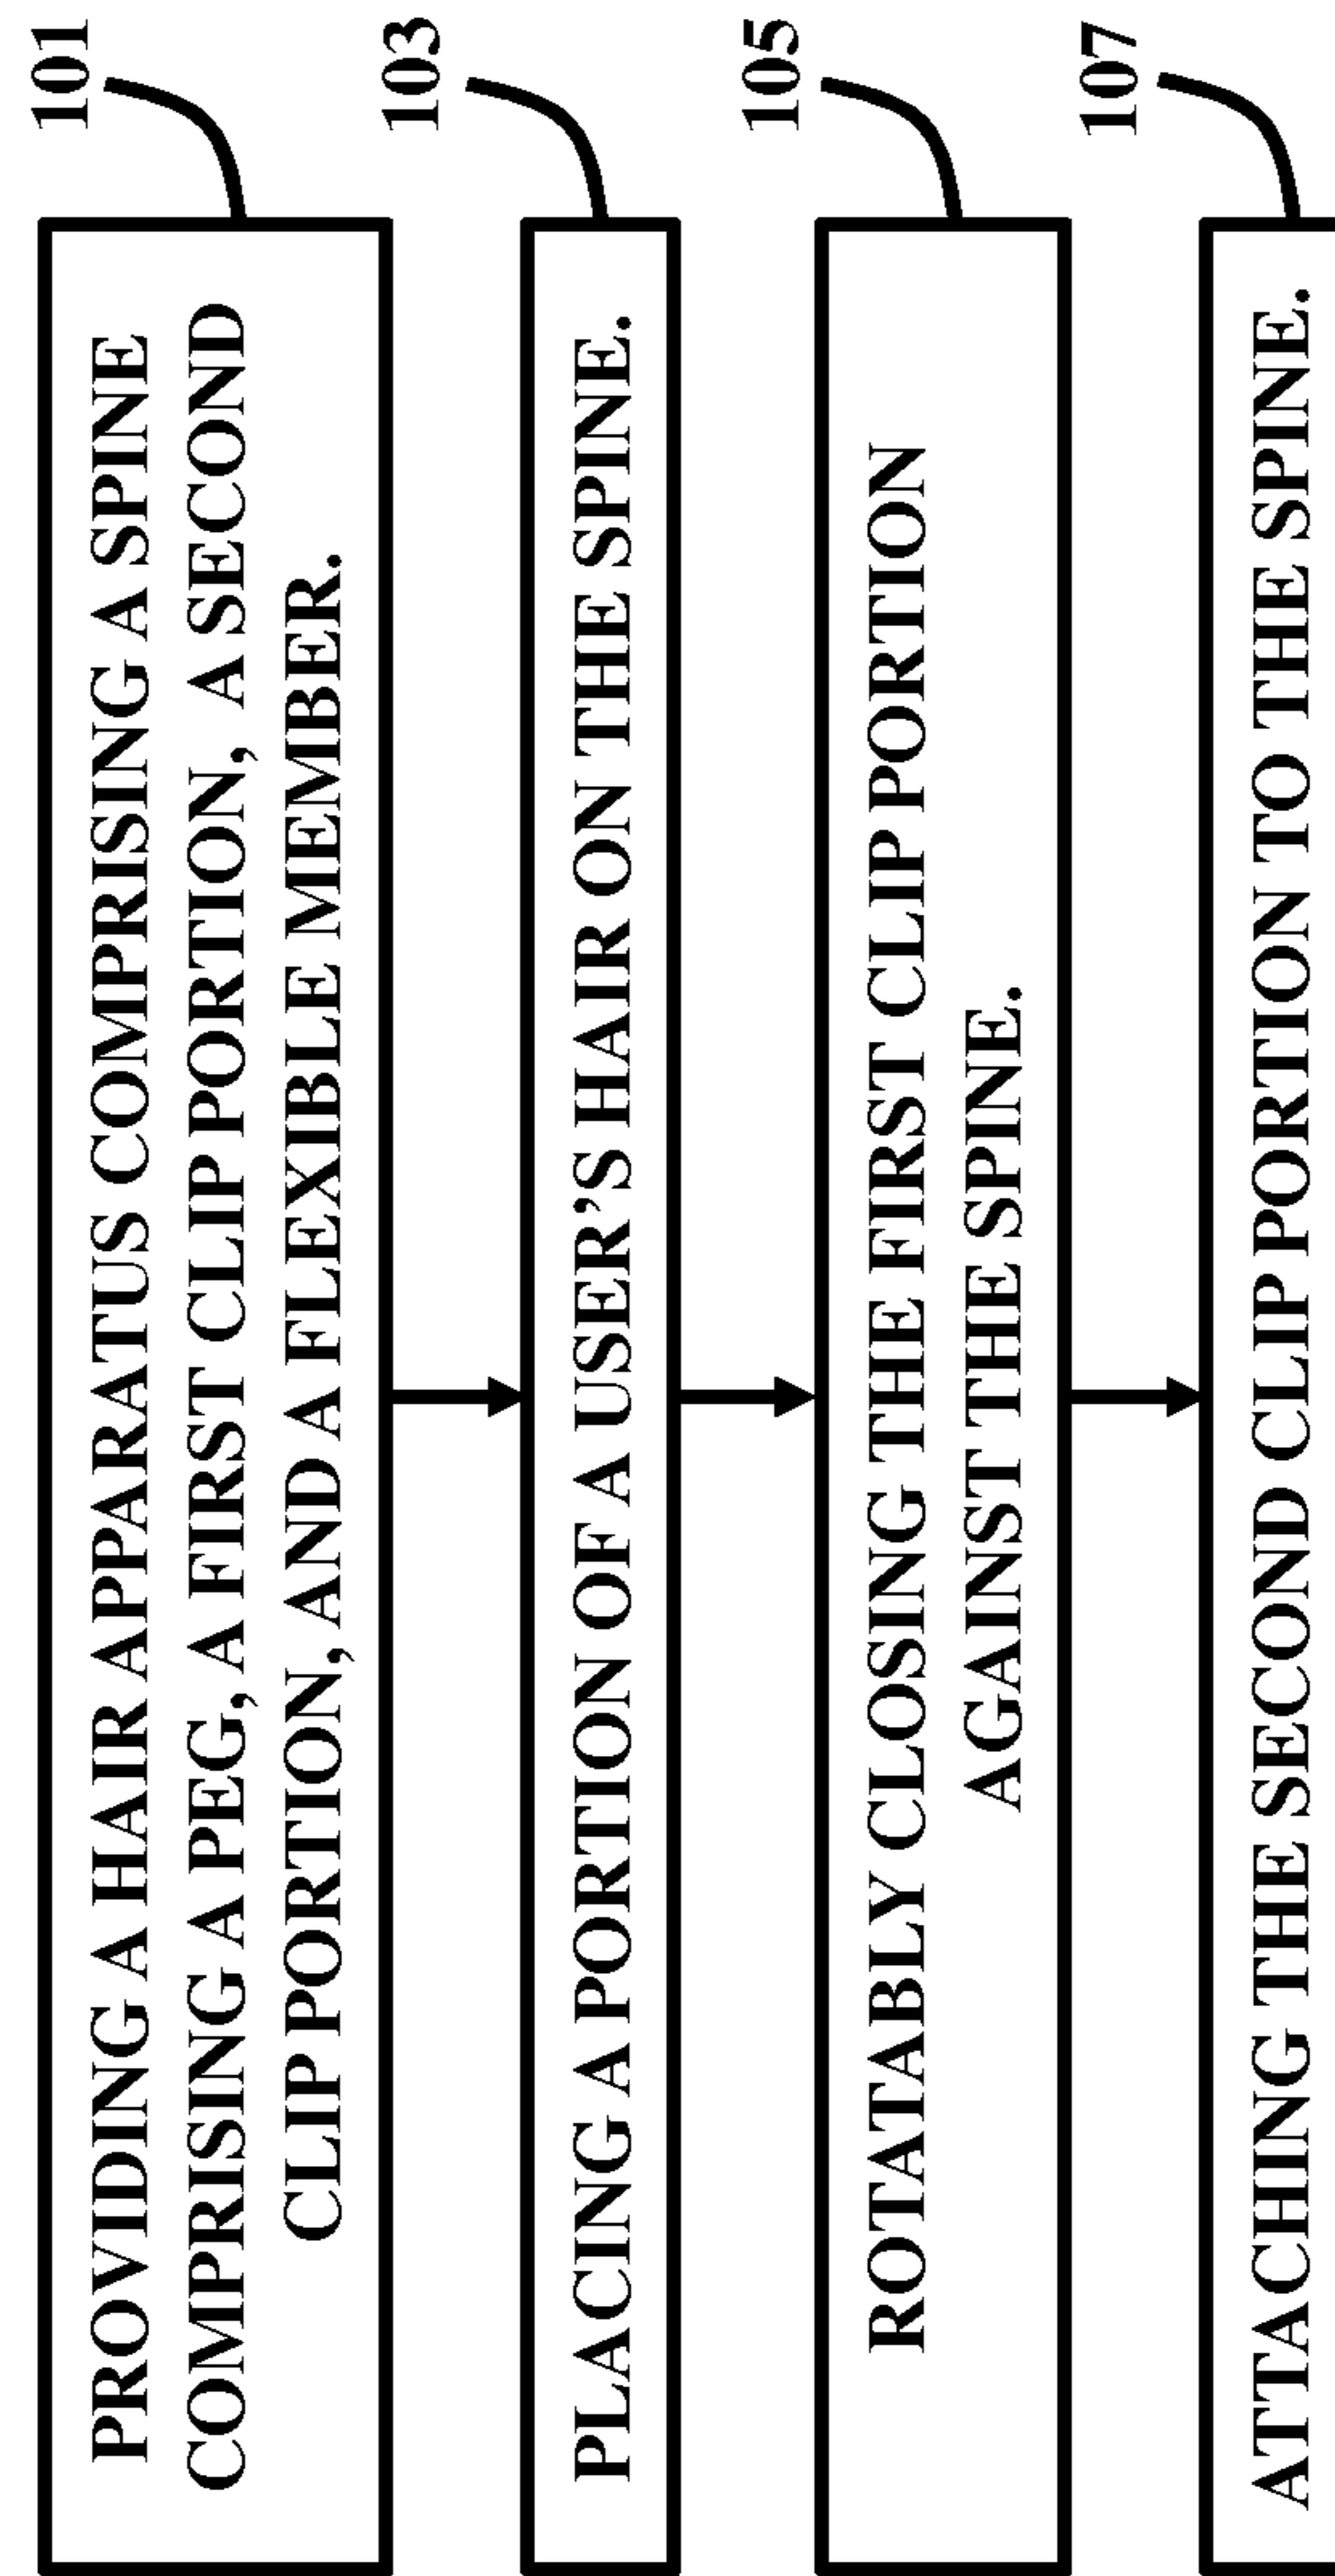 101
PROVIDING A HAIR APPARATUS COMPRISING A SPINE
COMPRISING A PEG, A FIRST CLIP PORTION, A SECOND
CLIP PORTION, AND A FLEXIBLE MEMBER.
103
PLACING A PORTION OF A USER'S HAIR ON THE SPINE.
105
ROTATABLY CLOSING THE FIRST CLIP PORTION
AGAINST THE SPINE.
107
ATTACHING THE SECOND CLIP PORTION TO THE SPINE.